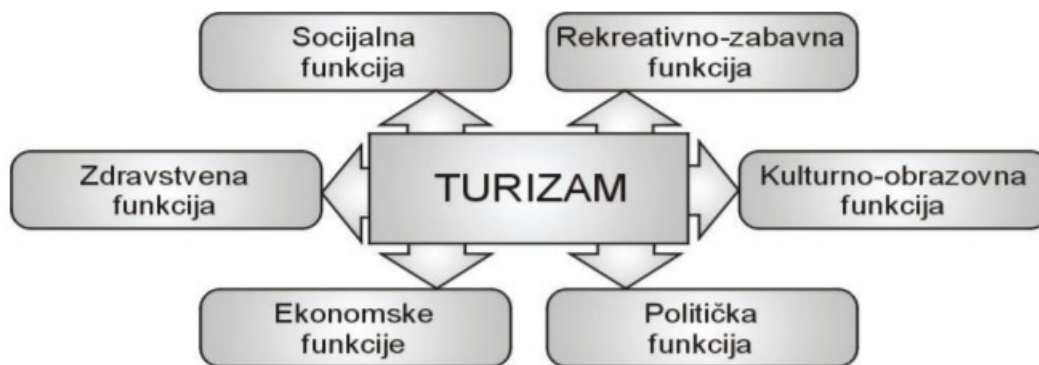 Socijalna
funkcija
Rekreativno-zabavna
funkcija
Zdravstvena
funkcija
TURIZAM
Kulturno-obrazovna
funkcija
Ekonomske
funkcije
Politička
funkcija